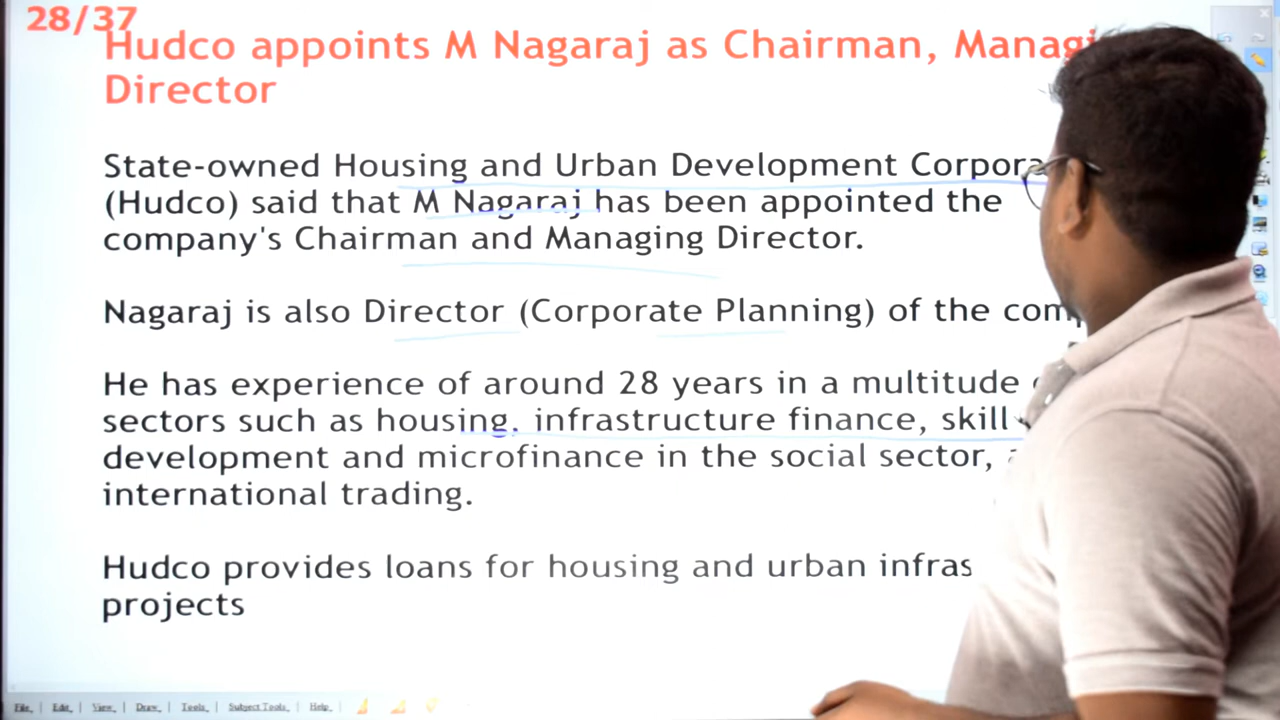 28/37
Hudco appoints M Nagaraj as Chairman,
Director
State-owned Housing and Urban Development
(Hudco) said that M Nagaraj has been appointed the
company's Chairman and Managing Director.
Nagaraj is also Director (Corporate Planning) of the
He has experience of around 28 years in a multitude
sectors such as housing, infrastructure finance, skill
development and microfinance in the social sector,
international trading.
Hudco provides loans for housing and urban
projects
File, | Edit, | View, | Draw, | Tools, | Subject Tools, | Help, |